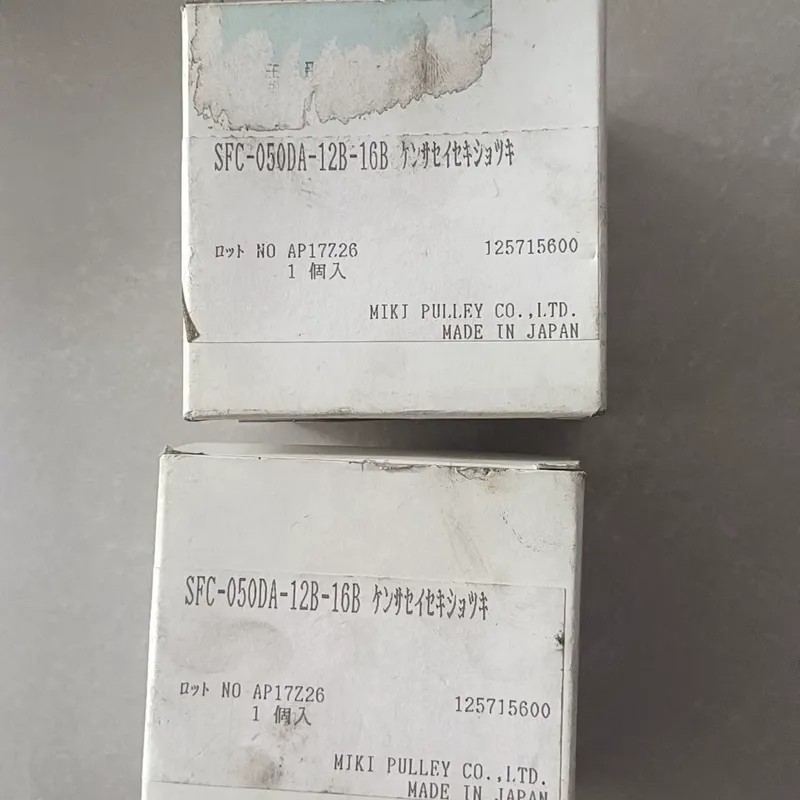 SFC-050DA-12B-16B ｹﾝｻｾｲｾｷｼｮﾂｷ
ﾛｯﾄ NO AP17Z26
125715600
1 個入
MIKI PULLEY CO.,LTD.
MADE IN JAPAN
SFC-050DA-12B-16B ｹﾝｻｾｲｾｷｼｮﾂｷ
ﾛｯﾄ NO AP17Z26
125715600
1 個入
MIKI PULLEY CO.,LTD.
MADE IN JAPAN